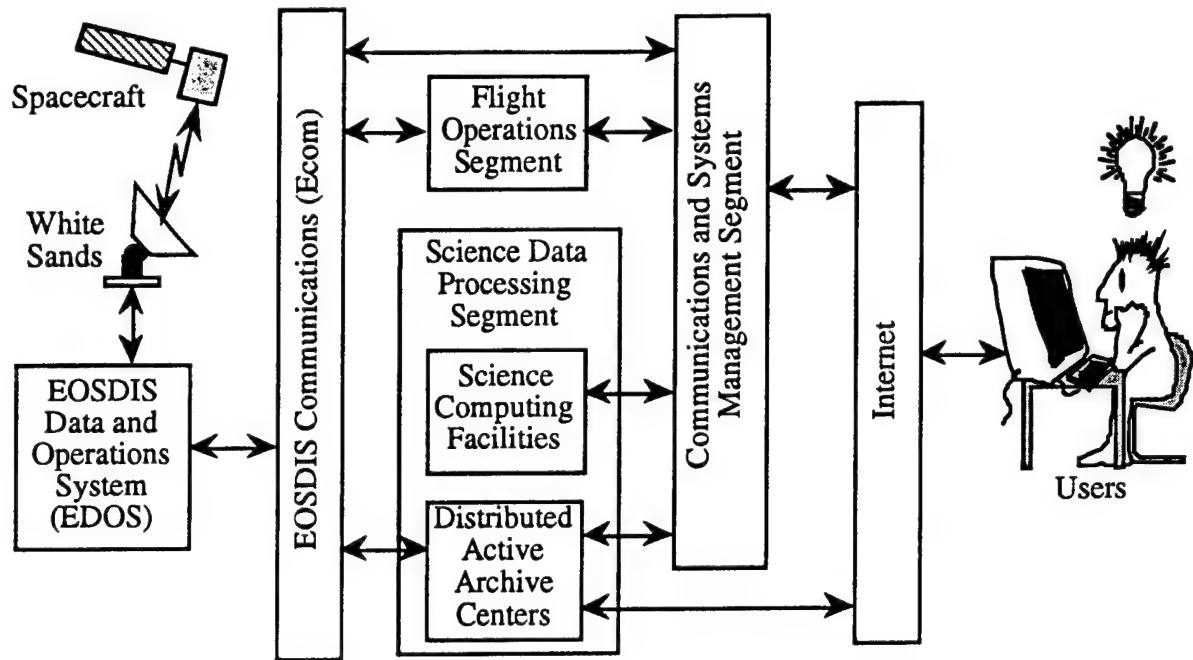 Spacecraft
White
Sands
EOSDIS
Data and
Operations
System
(EDOS)
EOSDIS Communications (Ecom)
Flight
Operations
Segment
Science Data
Processing
Segment
Science
Computing
Facilities
Distributed
Active
Archive
Centers
Communications and Systems
Management Segment
Internet
Users